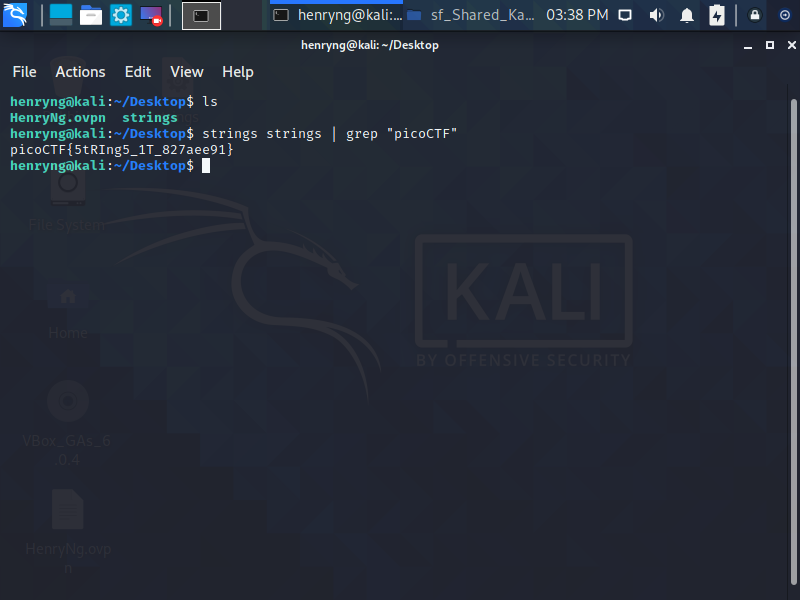 henryng@kali:... sf_Shared_Ka... 03:38 PM
henryng@kali: ~/Desktop
File Actions Edit View Help
henryng@kali:~/Desktop$ ls
HenryNg.ovpn strings
henryng@kali:~/Desktop$ strings strings | grep "picoCTF"
picoCTF{5tRIng5_1T_827aee91}
henryng@kali:~/Desktop$
File System
KALI
BY OFFENSIVE SECURITY
Home
VBox_GAs_6
0.4
HenryNg.ovp
n